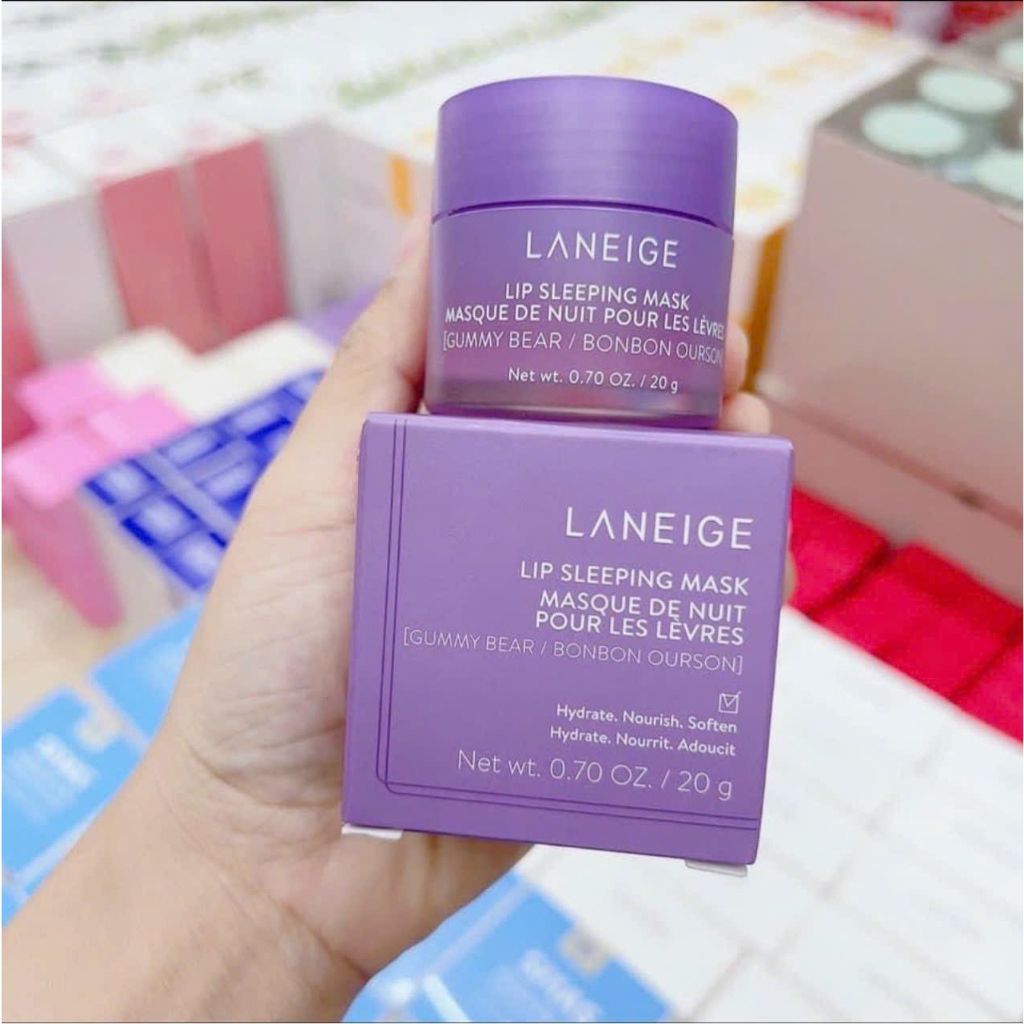 LANEIGE
LIP SLEEPING MASK
MASQUE DE NUIT POUR LES LÈVRES
[GUMMY BEAR / BONBON OURSON]
Net wt. 0.70 OZ. / 20 g
LANEIGE
LIP SLEEPING MASK
MASQUE DE NUIT
POUR LES LÈVRES
[GUMMY BEAR / BONBON OURSON]
Hydrate. Nourish. Soften
Hydrate. Nourrit. Adoucit
Net wt. 0.70 OZ. / 20 g